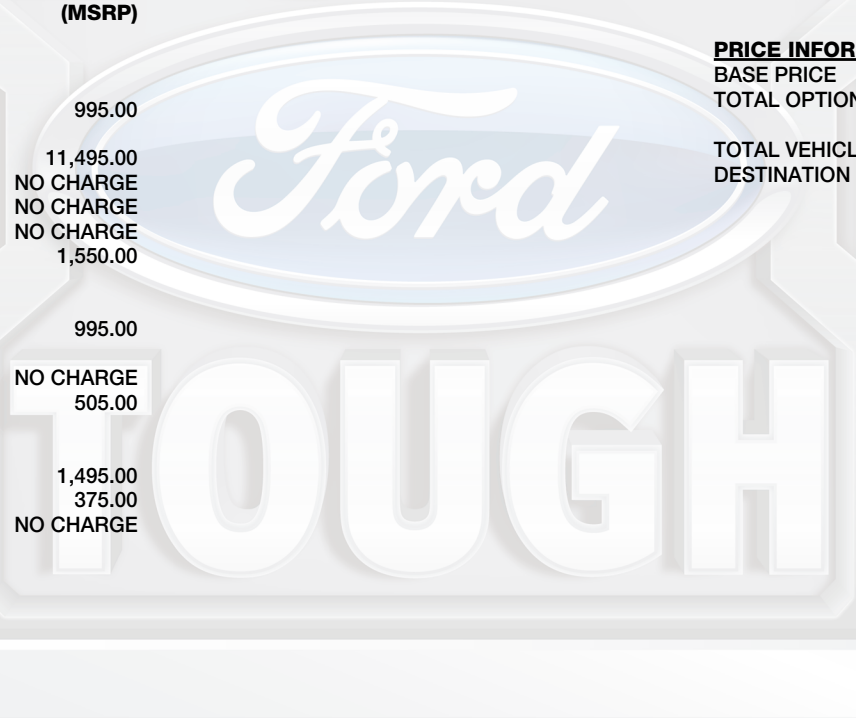 (MSRP)
995.00
11,495.00
NO CHARGE
NO CHARGE
NO CHARGE
1,550.00
995.00
NO CHARGE
505.00
1,495.00
375.00
NO CHARGE
PRICE INFOR
BASE PRICE
TOTAL OPTION
TOTAL VEHICL
DESTINATION
Ford
TOUGH